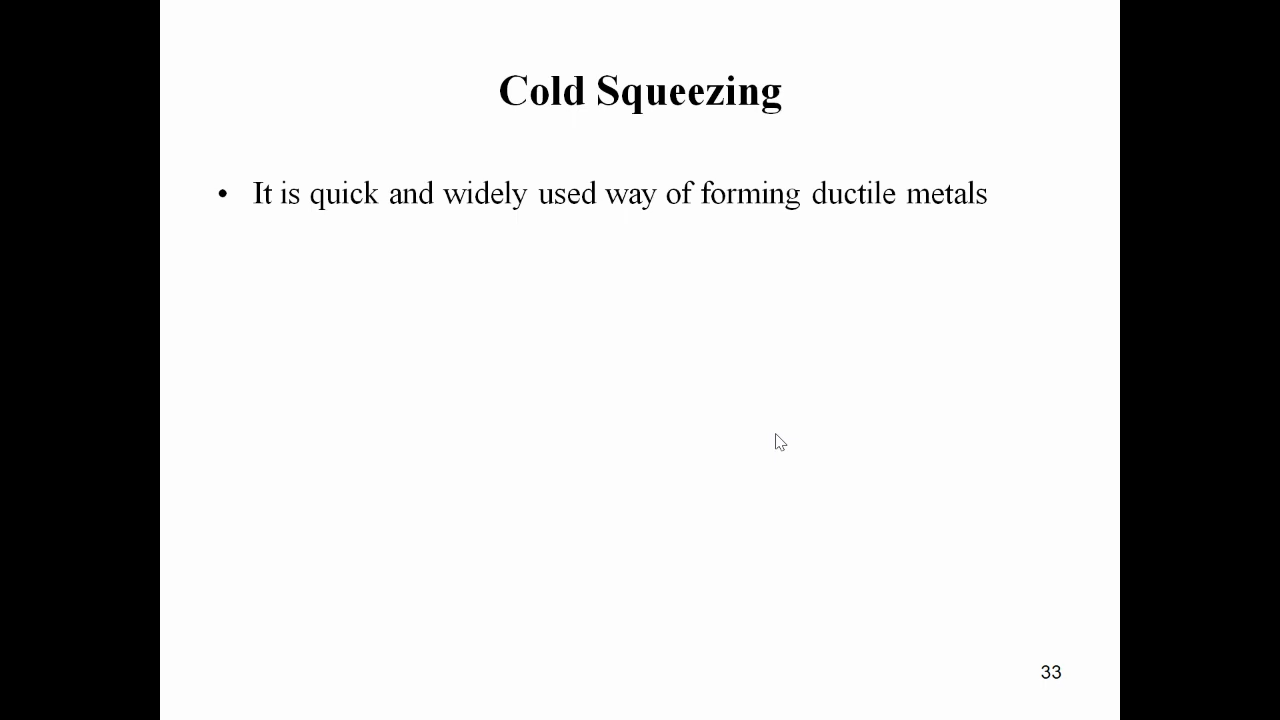 Cold Squeezing
• It is quick and widely used way of forming ductile metals
33